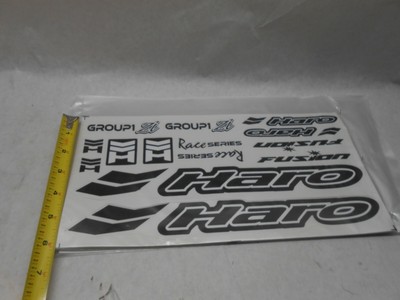 GROUP1 GROUP1 Haro
Race SERIES Haro FUSION
Race SERIES FUSION
Haro
Haro